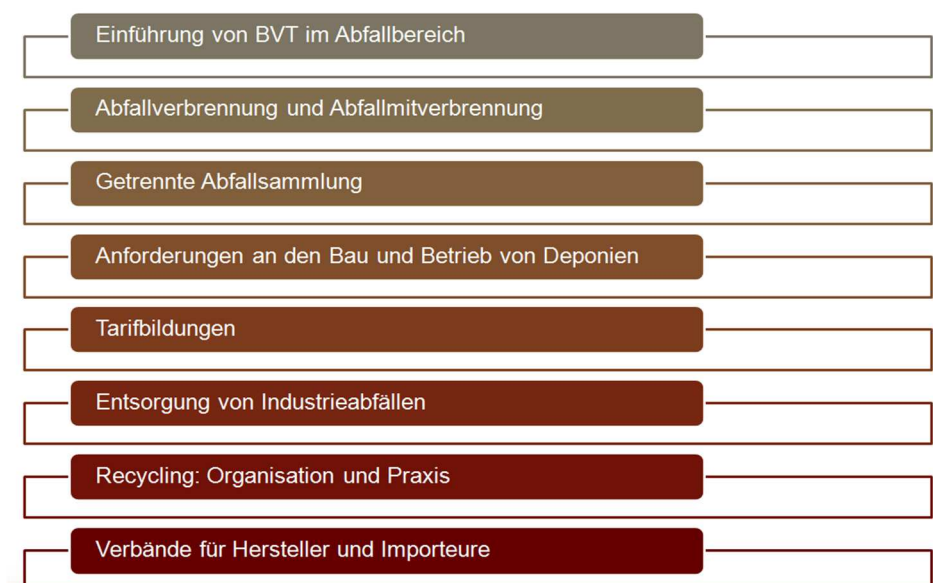 Einführung von BVT im Abfallbereich
Abfallverbrennung und Abfallmitverbrennung
Getrennte Abfallsammlung
Anforderungen an den Bau und Betrieb von Deponien
Tarifbildungen
Entsorgung von Industrieabfällen
Recycling: Organisation und Praxis
Verbände für Hersteller und Importeure